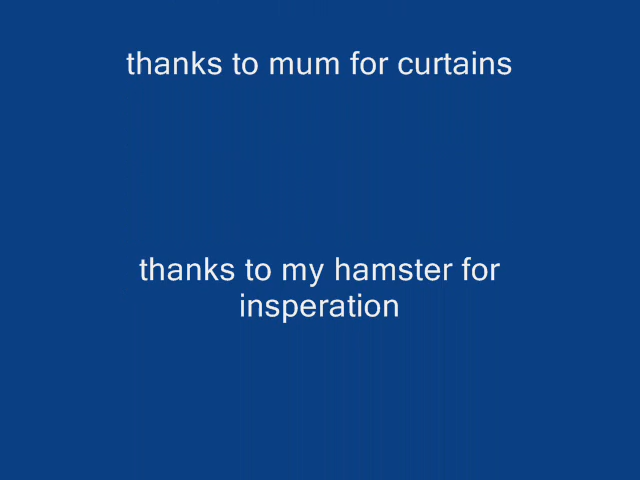 thanks to mum for curtains
thanks to my hamster for
insperation